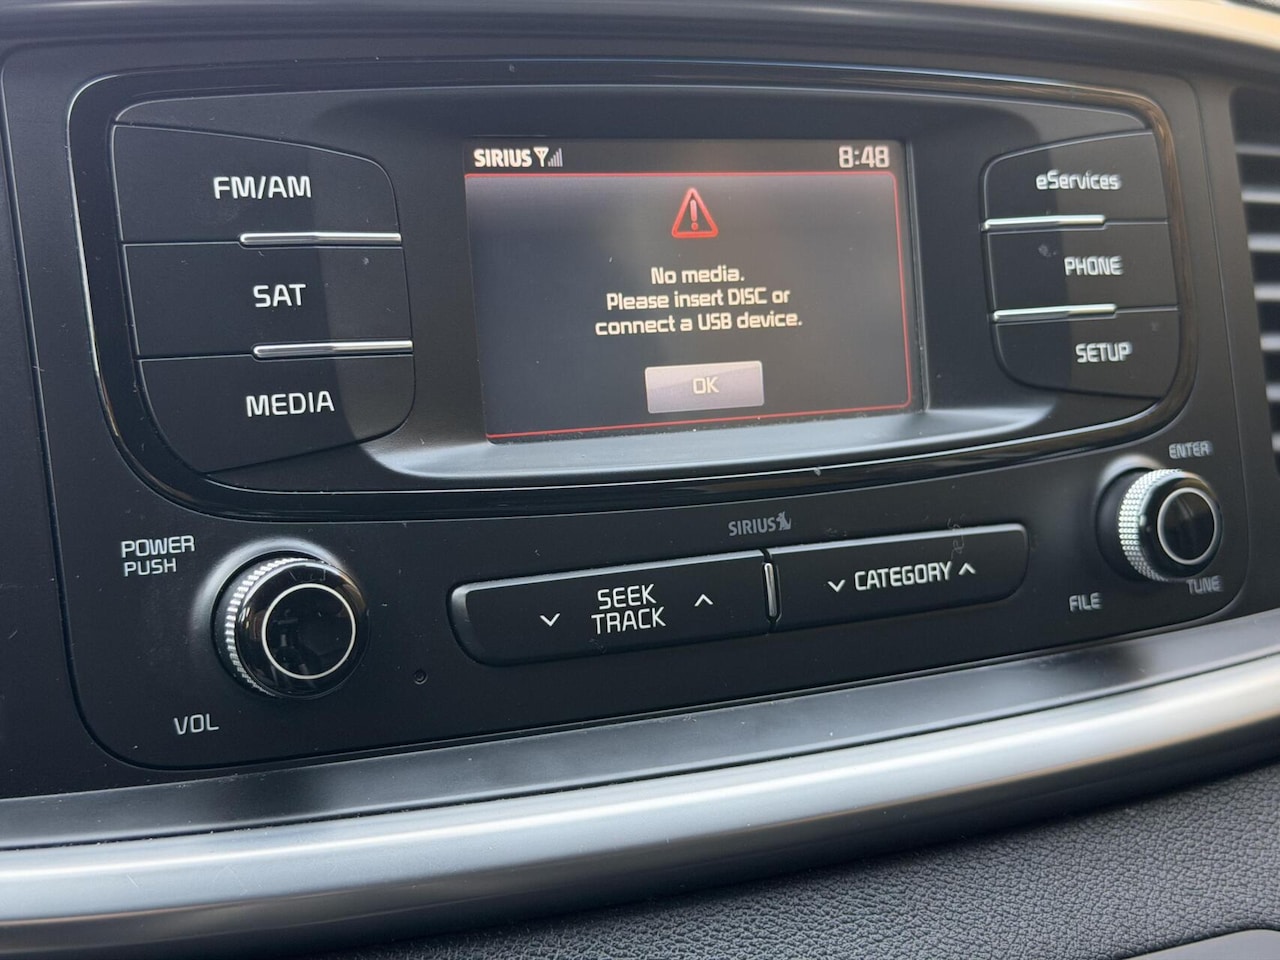 SIRIUS
8:48
FM/AM
SAT
MEDIA
No media.
Please insert DISC or
connect a USB device.
OK
eServices
PHONE
SETUP
POWER
PUSH
VOL
SIRIUS
SEEK
TRACK
CATEGORY
ENTER
FILE
TUNE